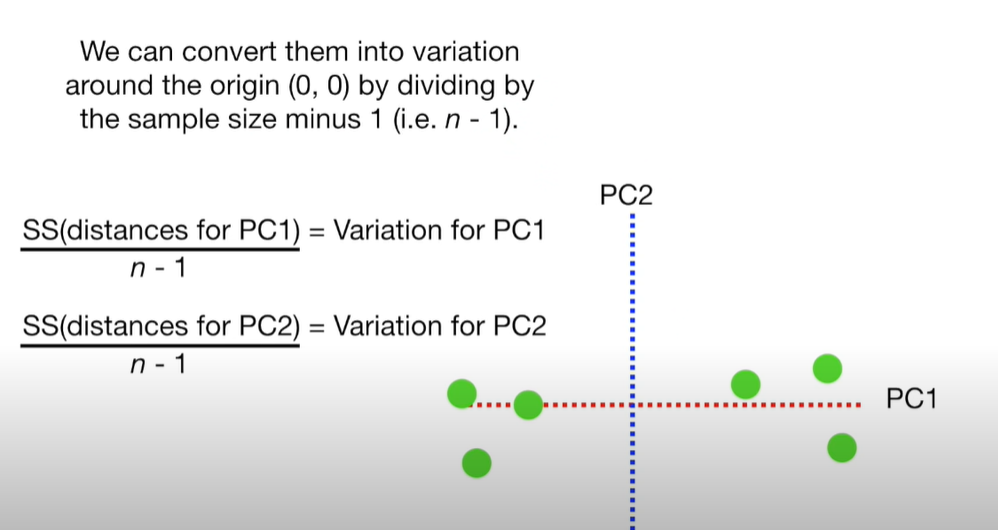 We can convert them into variation
around the origin (0, 0) by dividing by
the sample size minus 1 (i.e. n - 1).
PC2
SS(distances for PC1) = Variation for PC1
n - 1
SS(distances for PC2) = Variation for PC2
n - 1
PC1